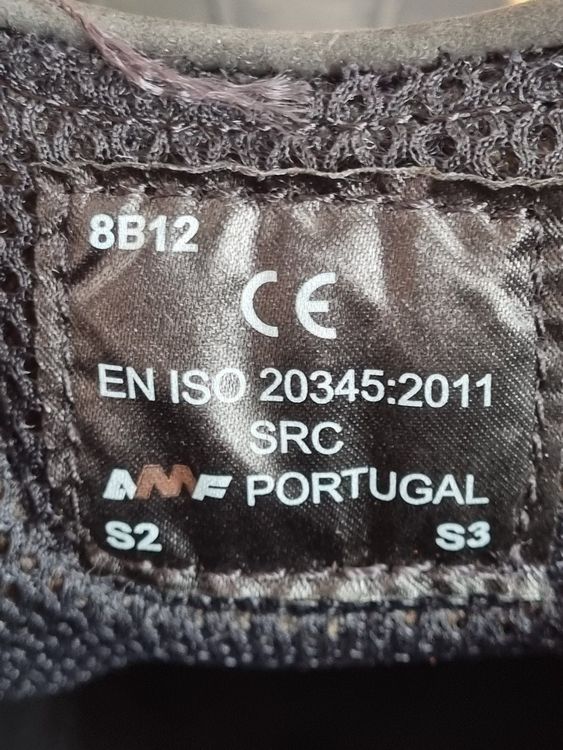 8B12
CE
EN ISO 20345:2011
SRC
AMF PORTUGAL
S2 S3